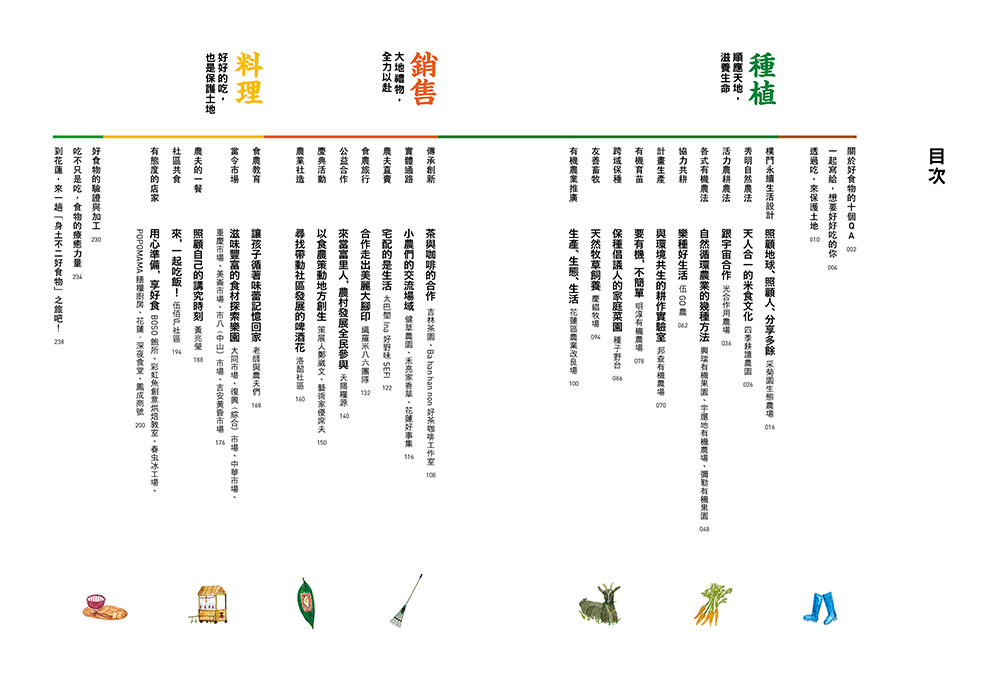 目次
關於好食物的十個QA 002
一起寫給，想要好好吃的你 004
透過吃，來保護土地 010
種植
順應天地，
滋養生命
樸門永續生活設計 照顧地球、照顧人、分享多餘 采菊園生態農場 016
秀明自然農法 天人合一的米食文化 四季耕讀農園 026
活力農耕農法 跟宇宙合作 光合作用農場 036
各式有機農法 自然循環農業的幾種方法 興瑞有機果園、宇還地有機農場、彌勒有機果園 048
協力共耕 樂種好生活 伍GO農 062
計畫生產 與環境共生的耕作實驗室 邦查有機農場 070
有機育苗 要有機，不簡單 明淳有機農場 078
跨域保種 保種倡議人的家庭菜園 種子野台 086
友善畜牧 天然牧草飼養 慶錩牧場 094
有機農業推廣 生產、生態、生活 花蓮區農業改良場 100
銷售
大地禮物，
全力以赴
傳承創新 茶與咖啡的合作 吉林茶園、Ba han han non 好茶咖啡工作室 108
實體通路 小農們的交流場域 健草農園、禾亮家香草、花蓮好事集 116
農夫直賣 宅配的是生活 太巴塱 Ina 好野味 SEFI 122
食農旅行 合作走出美麗大腳印 織羅米八六團隊 132
公益合作 來當富里人，農村發展全民參與 天賜糧源 140
慶典活動 以食農策動地方創生 策展人鄭崴文、藝術家優席夫 150
農業社造 尋找帶動社區發展的啤酒花 洛韶社區 160
料理
好好的吃，
也是保護土地
食農教育 讓孩子循著味蕾記憶回家 老師與農夫們 168
當令市場 滋味豐富的食材探索樂園 大同市場、復興（綜合）市場、中華市場、
重慶市場、美崙市場、市八（中山）市場、吉安黃昏市場 176
農夫的一餐 照顧自己的講究時刻 黃兆瑩 188
社區共食 來，一起吃飯！ 伍佰戶社區 194
有態度的店家 用心準備，享好食 BOSO 飽所、彩虹魚創意烘焙教室、春虫冰工場、
POPOMAMA 膳糧廚房、花蓮・深夜食堂、鳳成商號 200
好食物的驗證與加工 230
吃不只是吃，食物的療癒力量 234
到花蓮，來一趟「身土不二好食物」之旅吧！ 238